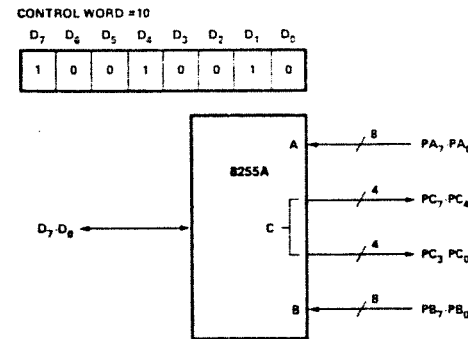 CONTROL WORD #10
D7 D6 D5 D4 D3 D2 D1 D0
1 0 0 1 0 0 1 0
A 8 PA7-PA0
8255A
4 PC7-PC4
D7-D0 C
4 PC3-PC0
B 8 PB7-PB0